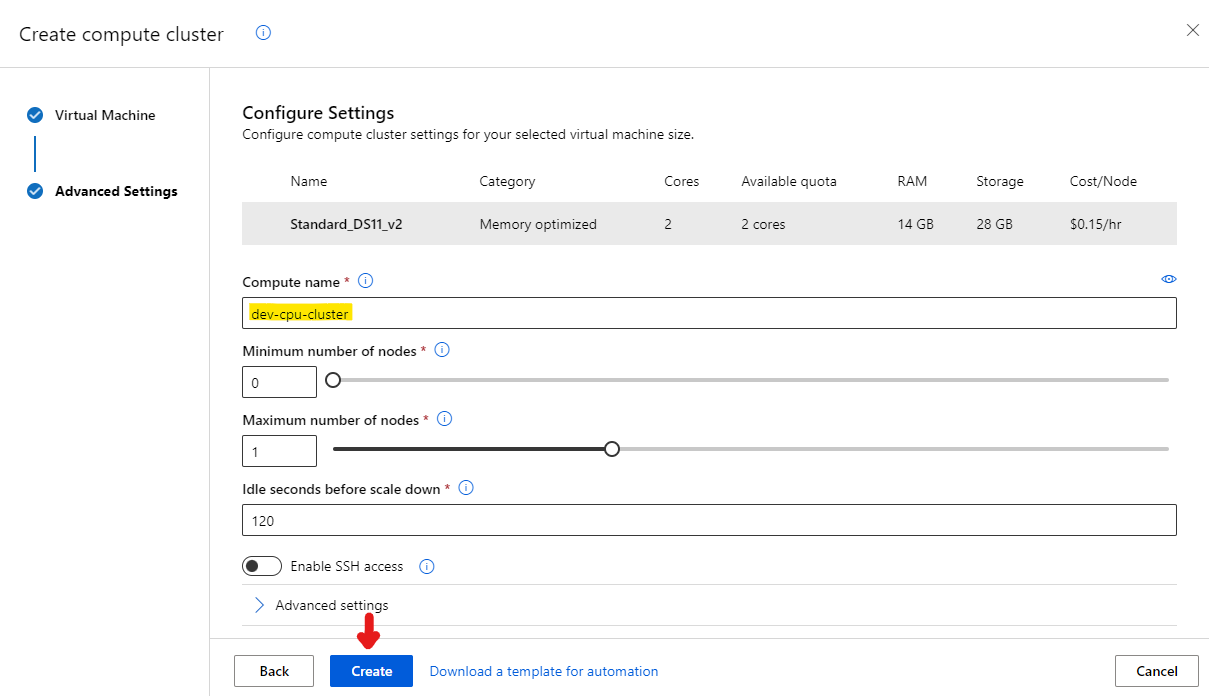 Create compute cluster
Virtual Machine
Advanced Settings
Configure Settings
Configure compute cluster settings for your selected virtual machine size.
Name Category Cores Available quota RAM Storage Cost/Node
Standard_DS11_v2 Memory optimized 2 2 cores 14 GB 28 GB $0.15/hr
Compute name *
dev-cpu-cluster
Minimum number of nodes *
0
Maximum number of nodes *
1
Idle seconds before scale down *
120
Enable SSH access
Advanced settings
Back Create Download a template for automation Cancel